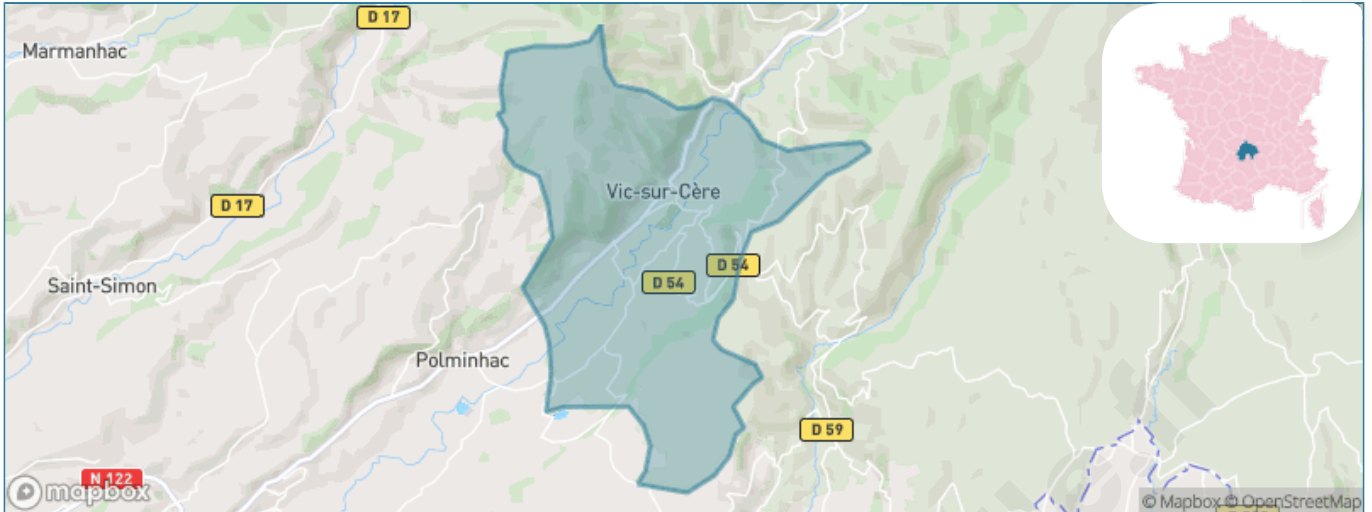 D 17
Marmanhac
Vic-sur-Cère
D 17
D 54
D 54
Saint-Simon
Polminhac
D 59
N 122
mapbox
© Mapbox © OpenStreetMap